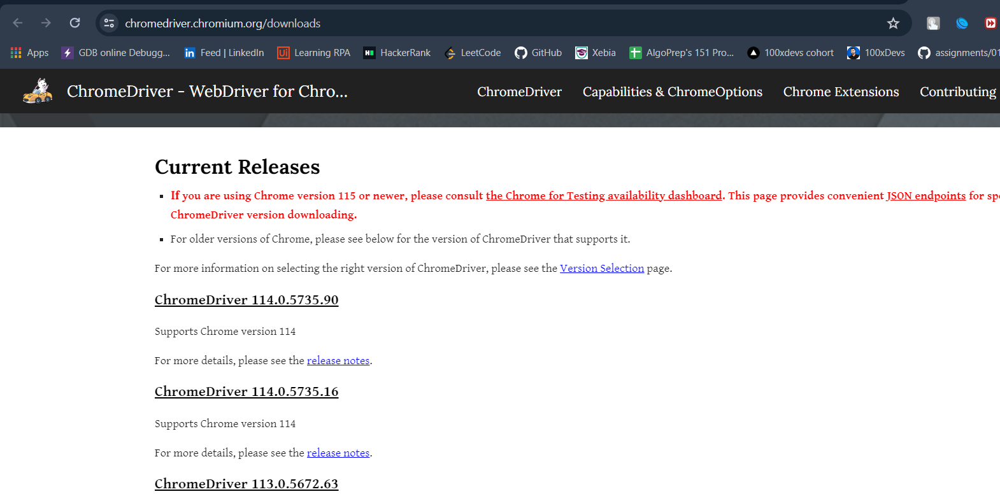 chromedriver.chromium.org/downloads
Apps GDB online Debugg... Feed | LinkedIn Learning RPA HackerRank LeetCode GitHub Xebia AlgoPrep's 151 Pro... 100xdevs cohort 100xDevs assignments/01
ChromeDriver - WebDriver for Chro... ChromeDriver Capabilities & ChromeOptions Chrome Extensions Contributing
Current Releases
If you are using Chrome version 115 or newer, please consult the Chrome for Testing availability dashboard. This page provides convenient JSON endpoints for spe
ChromeDriver version downloading.
For older versions of Chrome, please see below for the version of ChromeDriver that supports it.
For more information on selecting the right version of ChromeDriver, please see the Version Selection page.
ChromeDriver 114.0.5735.90
Supports Chrome version 114
For more details, please see the release notes.
ChromeDriver 114.0.5735.16
Supports Chrome version 114
For more details, please see the release notes.
ChromeDriver 113.0.5672.63